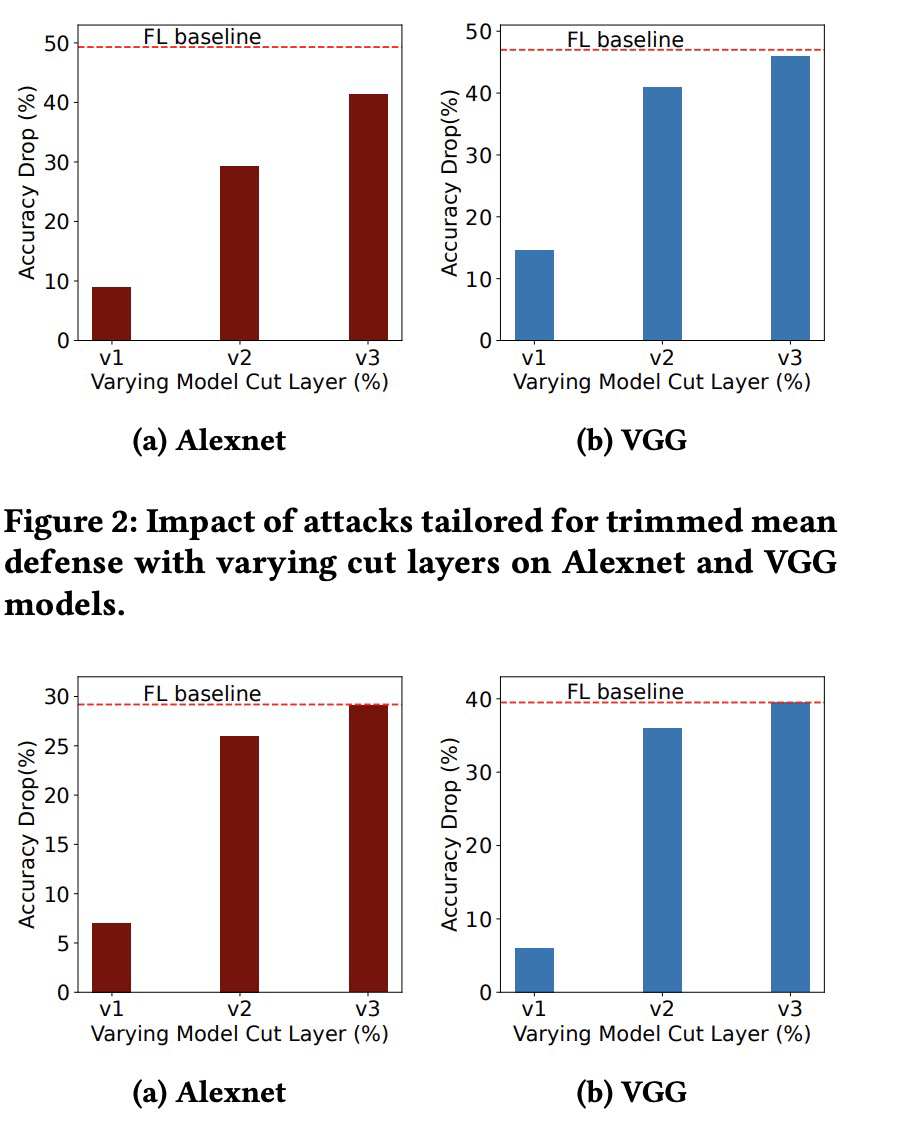 FL baseline
50
40
30
20
10
0
Accuracy Drop (%)
v1 v2 v3
Varying Model Cut Layer (%)
(a) Alexnet
FL baseline
50
40
30
20
10
0
Accuracy Drop(%)
v1 v2 v3
Varying Model Cut Layer (%)
(b) VGG
Figure 2: Impact of attacks tailored for trimmed mean
defense with varying cut layers on Alexnet and VGG
models.
FL baseline
30
25
20
15
10
5
0
Accuracy Drop(%)
v1 v2 v3
Varying Model Cut Layer (%)
(a) Alexnet
FL baseline
40
30
20
10
0
Accuracy Drop (%)
v1 v2 v3
Varying Model Cut Layer (%)
(b) VGG